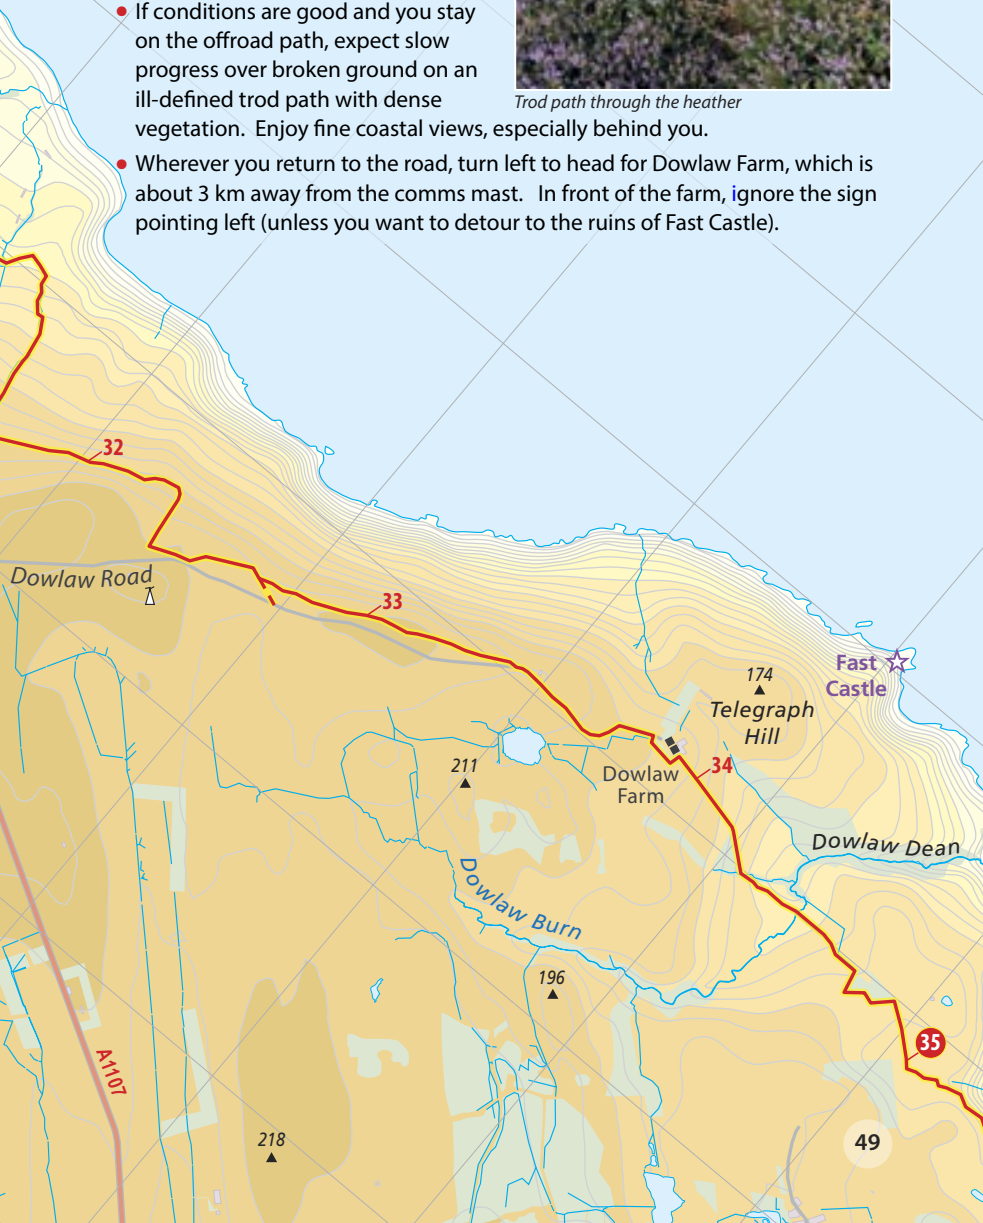 • If conditions are good and you stay
on the offroad path, expect slow
progress over broken ground on an
ill-defined trod path with dense
vegetation. Enjoy fine coastal views, especially behind you.
Trod path through the heather
• Wherever you return to the road, turn left to head for Dowlaw Farm, which is
about 3 km away from the comms mast. In front of the farm, ignore the sign
pointing left (unless you want to detour to the ruins of Fast Castle).
32
Dowlaw Road
33
Fast
Castle
174
Telegraph
Hill
34
Dowlaw
Farm
211
Dowlaw Dean
Dowlaw Burn
196
35
A1107
218
49